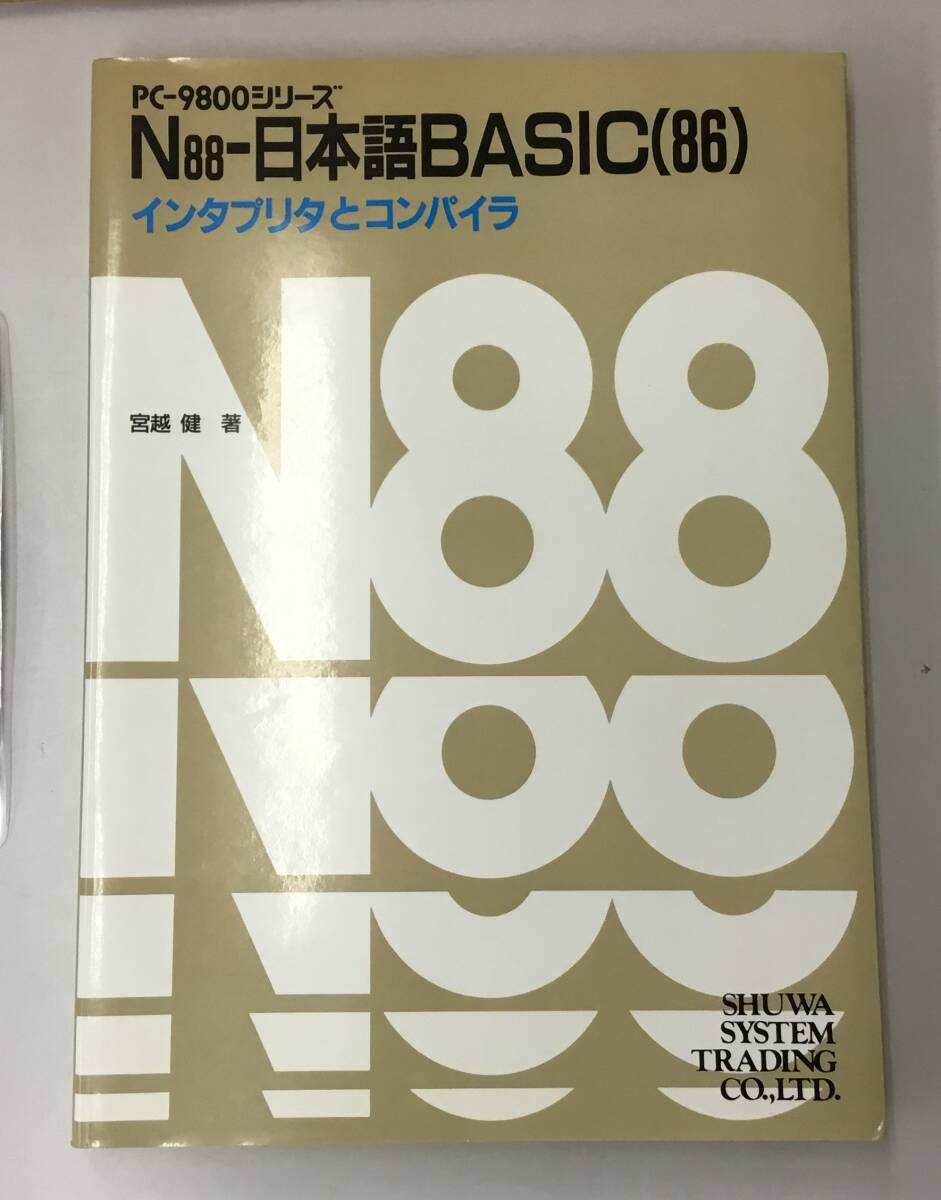 PC-9800シリーズ
N88-日本語BASIC(86)
インタプリタとコンパイラ
N88
宮越 健 著
SHUWA
SYSTEM
TRADING
CO.,LTD.